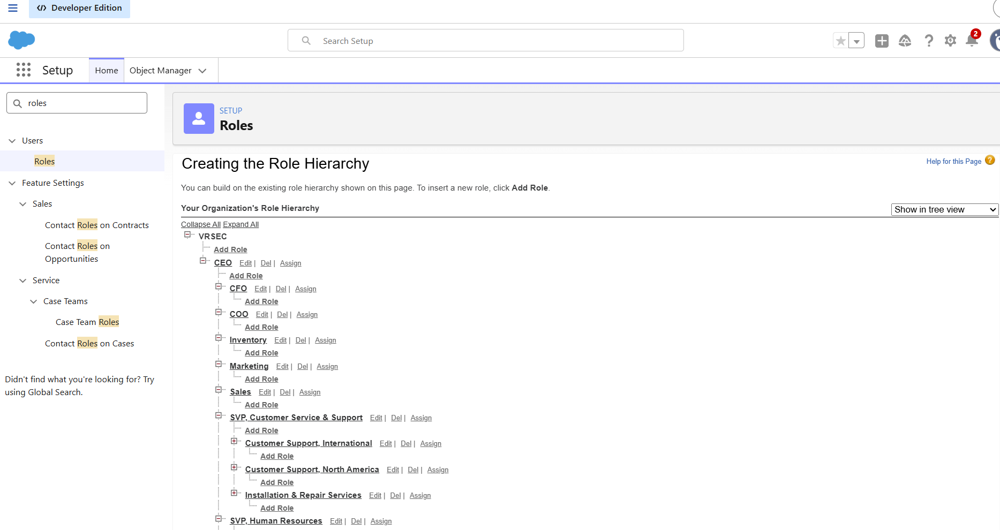 Developer Edition
Search Setup
2
Setup
Home
Object Manager
roles
Users
Roles
Feature Settings
Sales
Contact Roles on Contracts
Contact Roles on
Opportunities
Service
Case Teams
Case Team Roles
Contact Roles on Cases
Didn't find what you're looking for? Try
using Global Search.
SETUP
Roles
Creating the Role Hierarchy
Help for this Page ?
You can build on the existing role hierarchy shown on this page. To insert a new role, click Add Role.
Your Organization's Role Hierarchy
Show in tree view
Collapse All Expand All
VRSEC
Add Role
CEO Edit | Del | Assign
Add Role
CFO Edit | Del | Assign
Add Role
COO Edit | Del | Assign
Add Role
Inventory Edit | Del | Assign
Add Role
Marketing Edit | Del | Assign
Add Role
Sales Edit | Del | Assign
Add Role
SVP, Customer Service & Support Edit | Del | Assign
Add Role
Customer Support, International Edit | Del | Assign
Add Role
Customer Support, North America Edit | Del | Assign
Add Role
Installation & Repair Services Edit | Del | Assign
Add Role
SVP, Human Resources Edit | Del | Assign